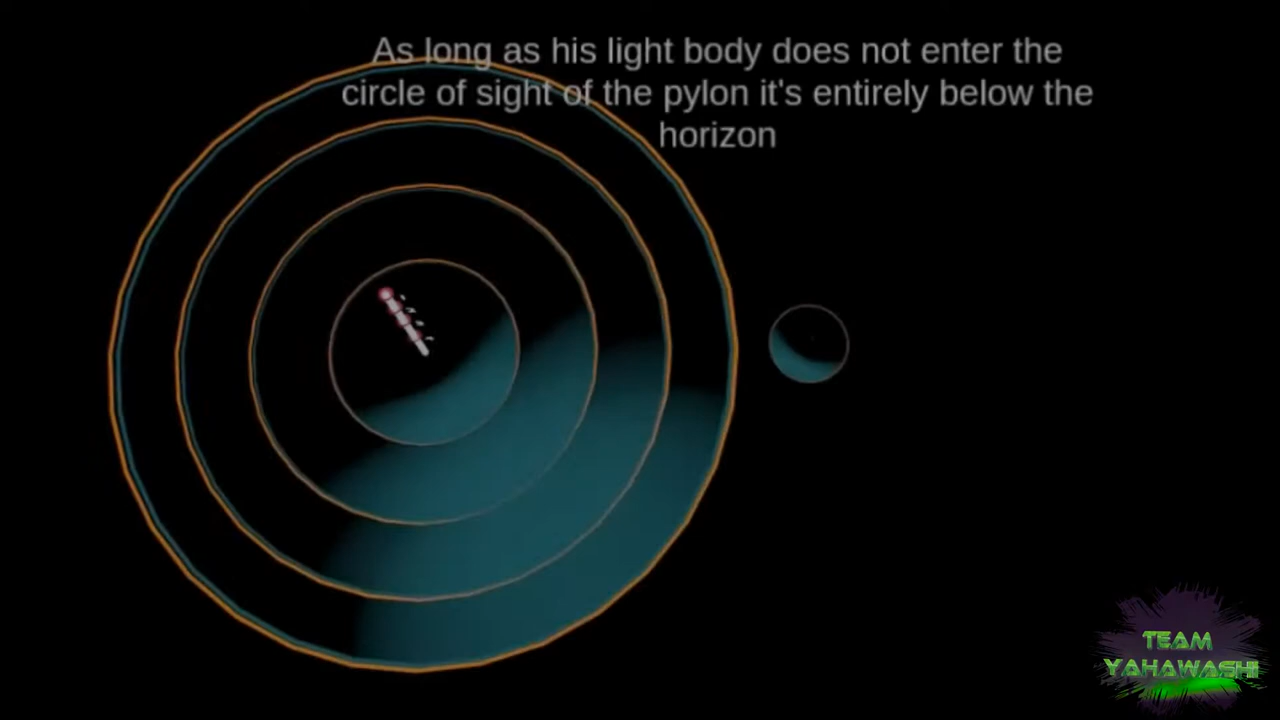 As long as his light body does not enter the
circle of sight of the pylon it's entirely below the
horizon
TEAM
YAHAWASHI